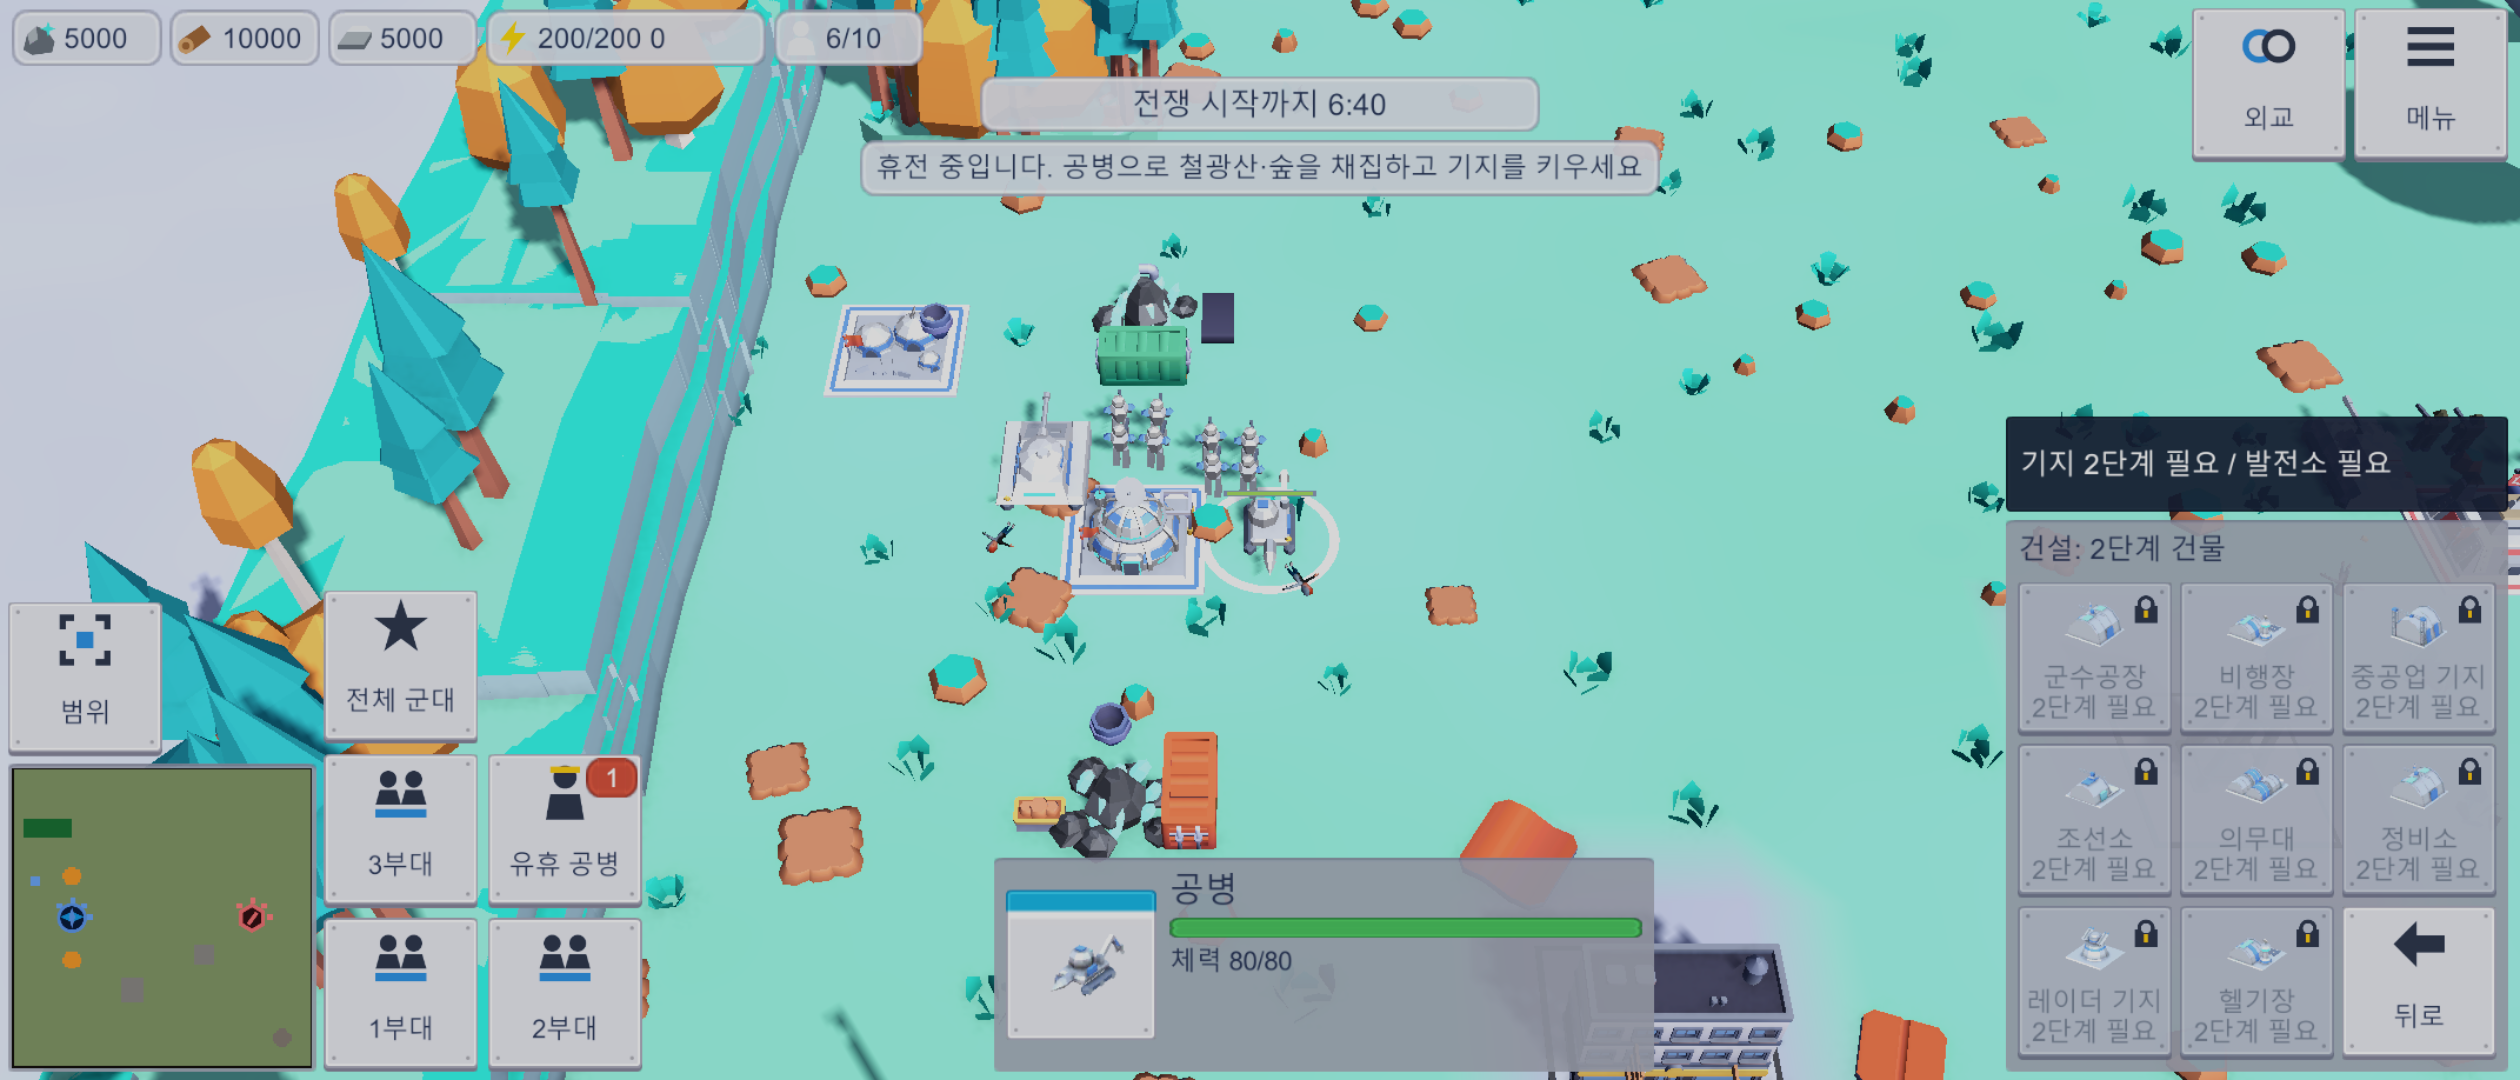 5000
10000
5000
200/200 0
6/10
외교
메뉴
전쟁 시작까지 6:40
휴전 중입니다. 공병으로 철광산·숲을 채집하고 기지를 키우세요
기지 2단계 필요 / 발전소 필요
건설: 2단계 건물
군수공장
2단계 필요
비행장
2단계 필요
중공업 기지
2단계 필요
조선소
2단계 필요
의무대
2단계 필요
정비소
2단계 필요
레이더 기지
2단계 필요
헬기장
2단계 필요
뒤로
범위
전체 군대
3부대
1
유휴 공병
1부대
2부대
공병
체력 80/80